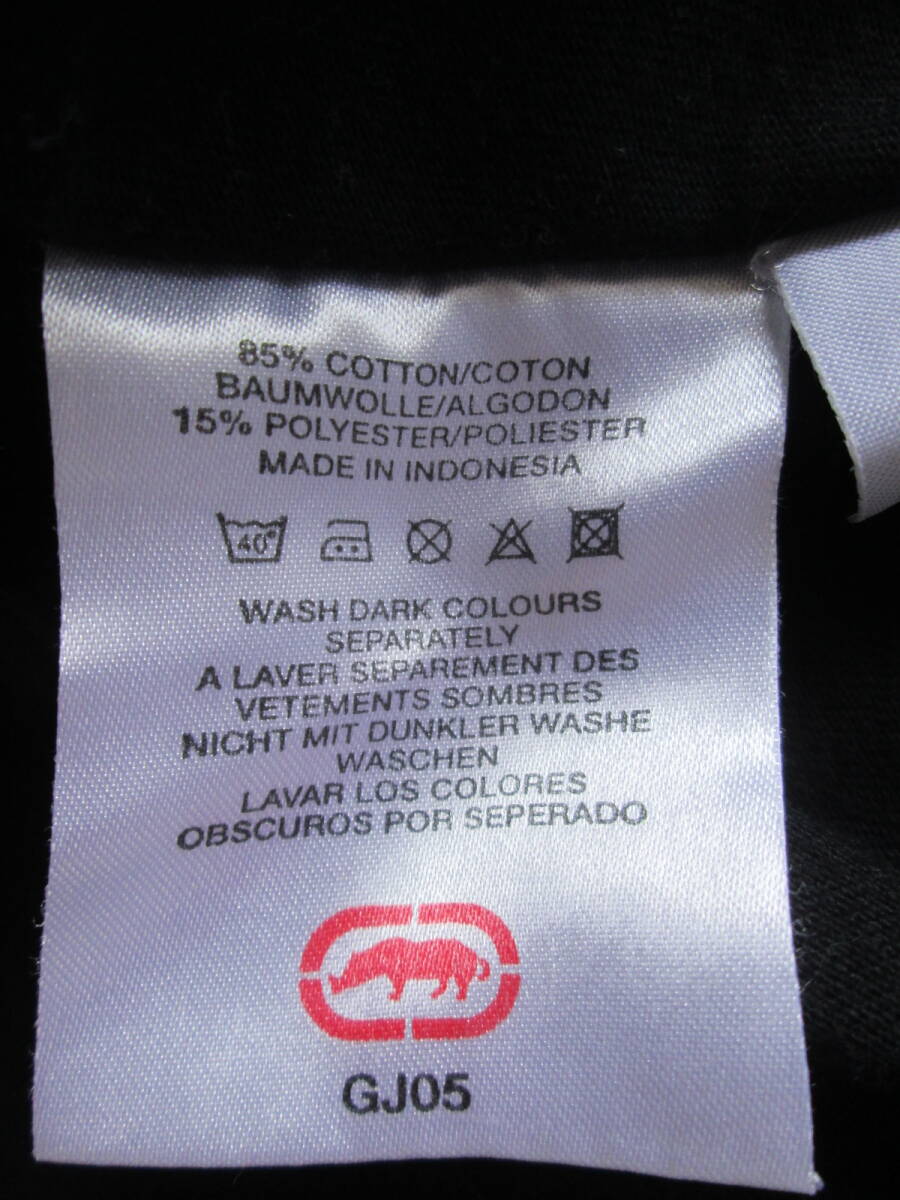 85% COTTON/COTON
BAUMWOLLE/ALGODON
15% POLYESTER/POLIESTER
MADE IN INDONESIA
40°
WASH DARK COLOURS
SEPARATELY
A LAVER SEPAREMENT DES
VETEMENTS SOMBRES
NICHT MIT DUNKLER WASHE
WASCHEN
LAVAR LOS COLORES
OBSCUROS POR SEPERADO
GJ05